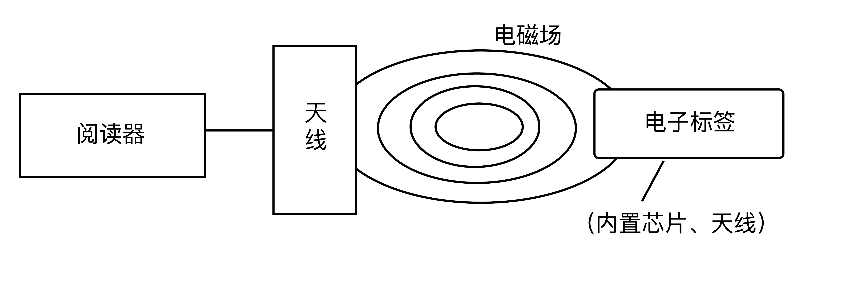 电磁场
阅读器
天
线
电子标签
（内置芯片、天线）